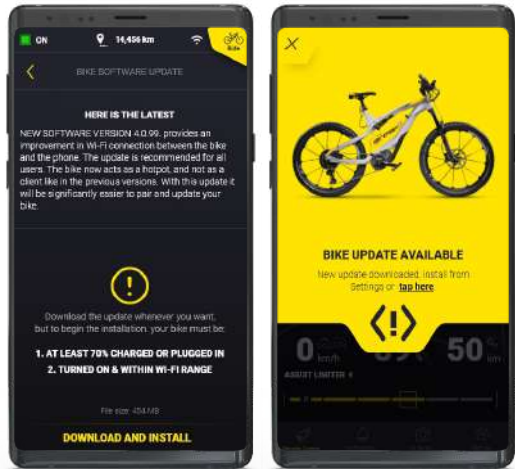 ON
14,456 km
Ride
BIKE SOFTWARE UPDATE
HERE IS THE LATEST
NEW SOFTWARE VERSION 4.0.99. provides an
improvement in Wi-Fi connection between the bike
and the phone. The update is recommended for all
users. The bike now acts as a hotpot, and not as a
client like in the previous versions. With this update it
will be significantly easier to pair and update your
bike.
Download the update whenever you want,
but to begin the installation, your bike must be:
1. AT LEAST 70% CHARGED OR PLUGGED IN
2. TURNED ON & WITHIN WI-FI RANGE
File size: 454 MB
DOWNLOAD AND INSTALL
BIKE UPDATE AVAILABLE
New update downloaded, install from
Settings or tap here
0 km/h
50 km
ASSIST LIMITER